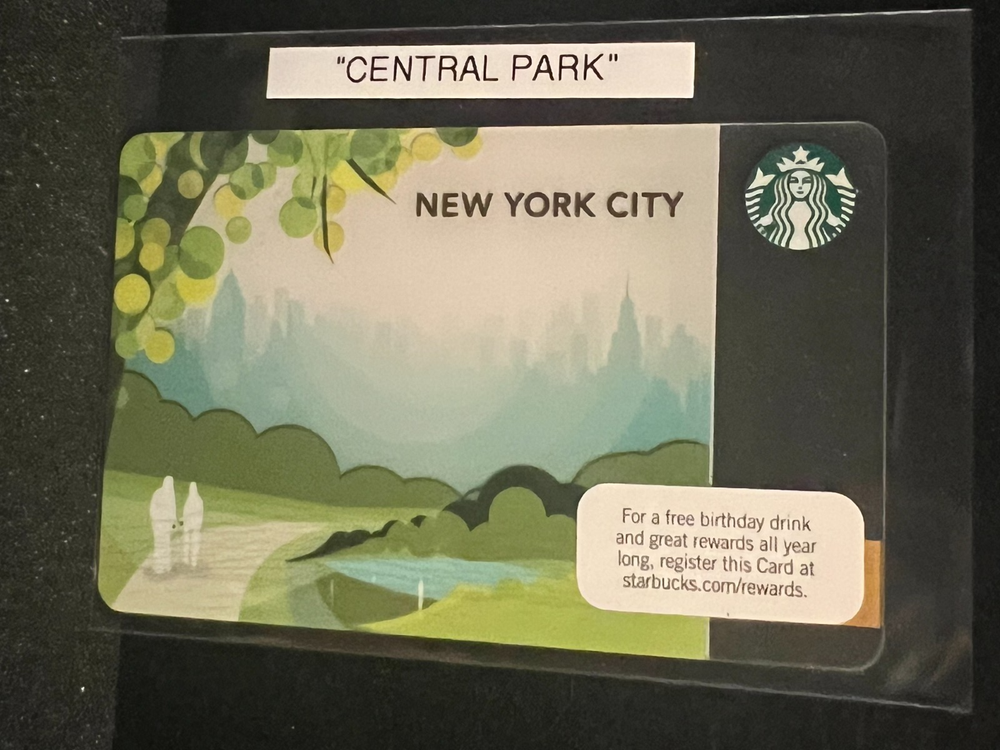 "CENTRAL PARK"
NEW YORK CITY
For a free birthday drink
and great rewards all year
long, register this Card at
starbucks.com/rewards.